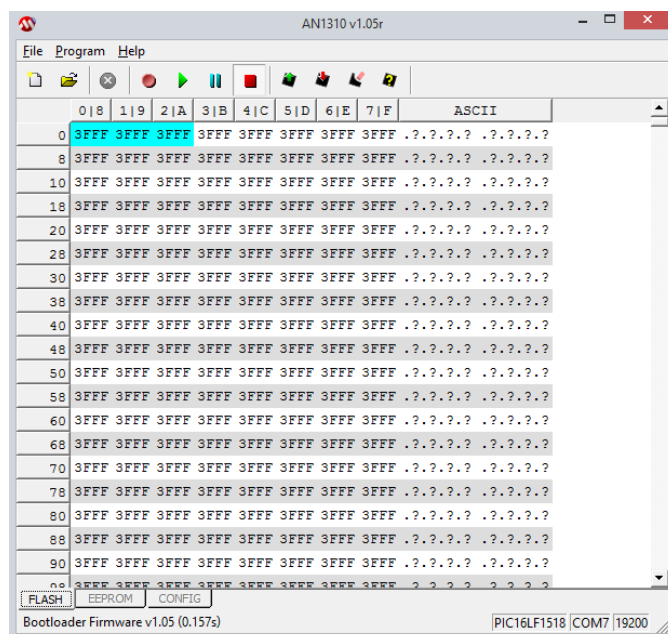 AN1310 v1.05r
File Program Help
0|8 1|9 2|A 3|B 4|C 5|D 6|E 7|F ASCII
0 3FFF 3FFF 3FFF 3FFF 3FFF 3FFF 3FFF 3FFF .?.?.?.? .?.?.?.?
8 3FFF 3FFF 3FFF 3FFF 3FFF 3FFF 3FFF 3FFF .?.?.?.? .?.?.?.?
10 3FFF 3FFF 3FFF 3FFF 3FFF 3FFF 3FFF 3FFF .?.?.?.? .?.?.?.?
18 3FFF 3FFF 3FFF 3FFF 3FFF 3FFF 3FFF 3FFF .?.?.?.? .?.?.?.?
20 3FFF 3FFF 3FFF 3FFF 3FFF 3FFF 3FFF 3FFF .?.?.?.? .?.?.?.?
28 3FFF 3FFF 3FFF 3FFF 3FFF 3FFF 3FFF 3FFF .?.?.?.? .?.?.?.?
30 3FFF 3FFF 3FFF 3FFF 3FFF 3FFF 3FFF 3FFF .?.?.?.? .?.?.?.?
38 3FFF 3FFF 3FFF 3FFF 3FFF 3FFF 3FFF 3FFF .?.?.?.? .?.?.?.?
40 3FFF 3FFF 3FFF 3FFF 3FFF 3FFF 3FFF 3FFF .?.?.?.? .?.?.?.?
48 3FFF 3FFF 3FFF 3FFF 3FFF 3FFF 3FFF 3FFF .?.?.?.? .?.?.?.?
50 3FFF 3FFF 3FFF 3FFF 3FFF 3FFF 3FFF 3FFF .?.?.?.? .?.?.?.?
58 3FFF 3FFF 3FFF 3FFF 3FFF 3FFF 3FFF 3FFF .?.?.?.? .?.?.?.?
60 3FFF 3FFF 3FFF 3FFF 3FFF 3FFF 3FFF 3FFF .?.?.?.? .?.?.?.?
68 3FFF 3FFF 3FFF 3FFF 3FFF 3FFF 3FFF 3FFF .?.?.?.? .?.?.?.?
70 3FFF 3FFF 3FFF 3FFF 3FFF 3FFF 3FFF 3FFF .?.?.?.? .?.?.?.?
78 3FFF 3FFF 3FFF 3FFF 3FFF 3FFF 3FFF 3FFF .?.?.?.? .?.?.?.?
80 3FFF 3FFF 3FFF 3FFF 3FFF 3FFF 3FFF 3FFF .?.?.?.? .?.?.?.?
88 3FFF 3FFF 3FFF 3FFF 3FFF 3FFF 3FFF 3FFF .?.?.?.? .?.?.?.?
90 3FFF 3FFF 3FFF 3FFF 3FFF 3FFF 3FFF 3FFF .?.?.?.? .?.?.?.?
FLASH EEPROM CONFIG
Bootloader Firmware v1.05 (0.157s) PIC16LF1518 COM7 19200